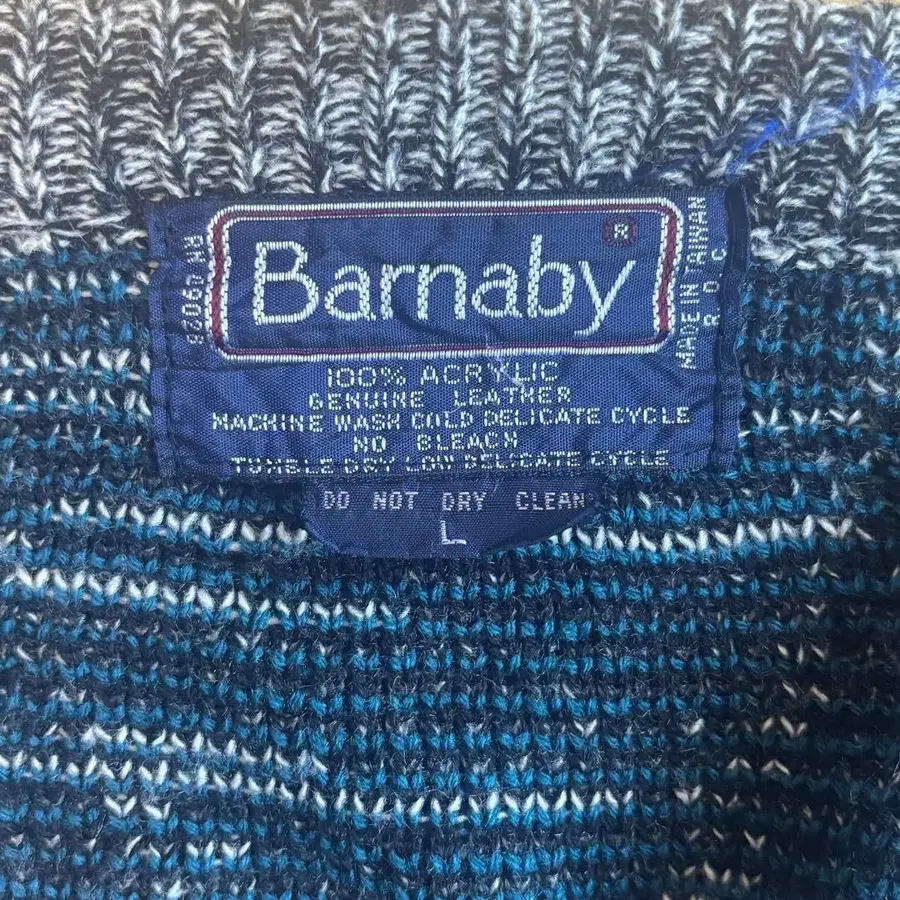 Barnaby ®
100% ACRYLIC
GENUINE LEATHER
MACHINE WASH COLD DELICATE CYCLE
NO BLEACH
TUMBLE DRY LOW DELICATE CYCLE
DO NOT DRY CLEAN
L
MADE IN TAIWAN
R O C
RN